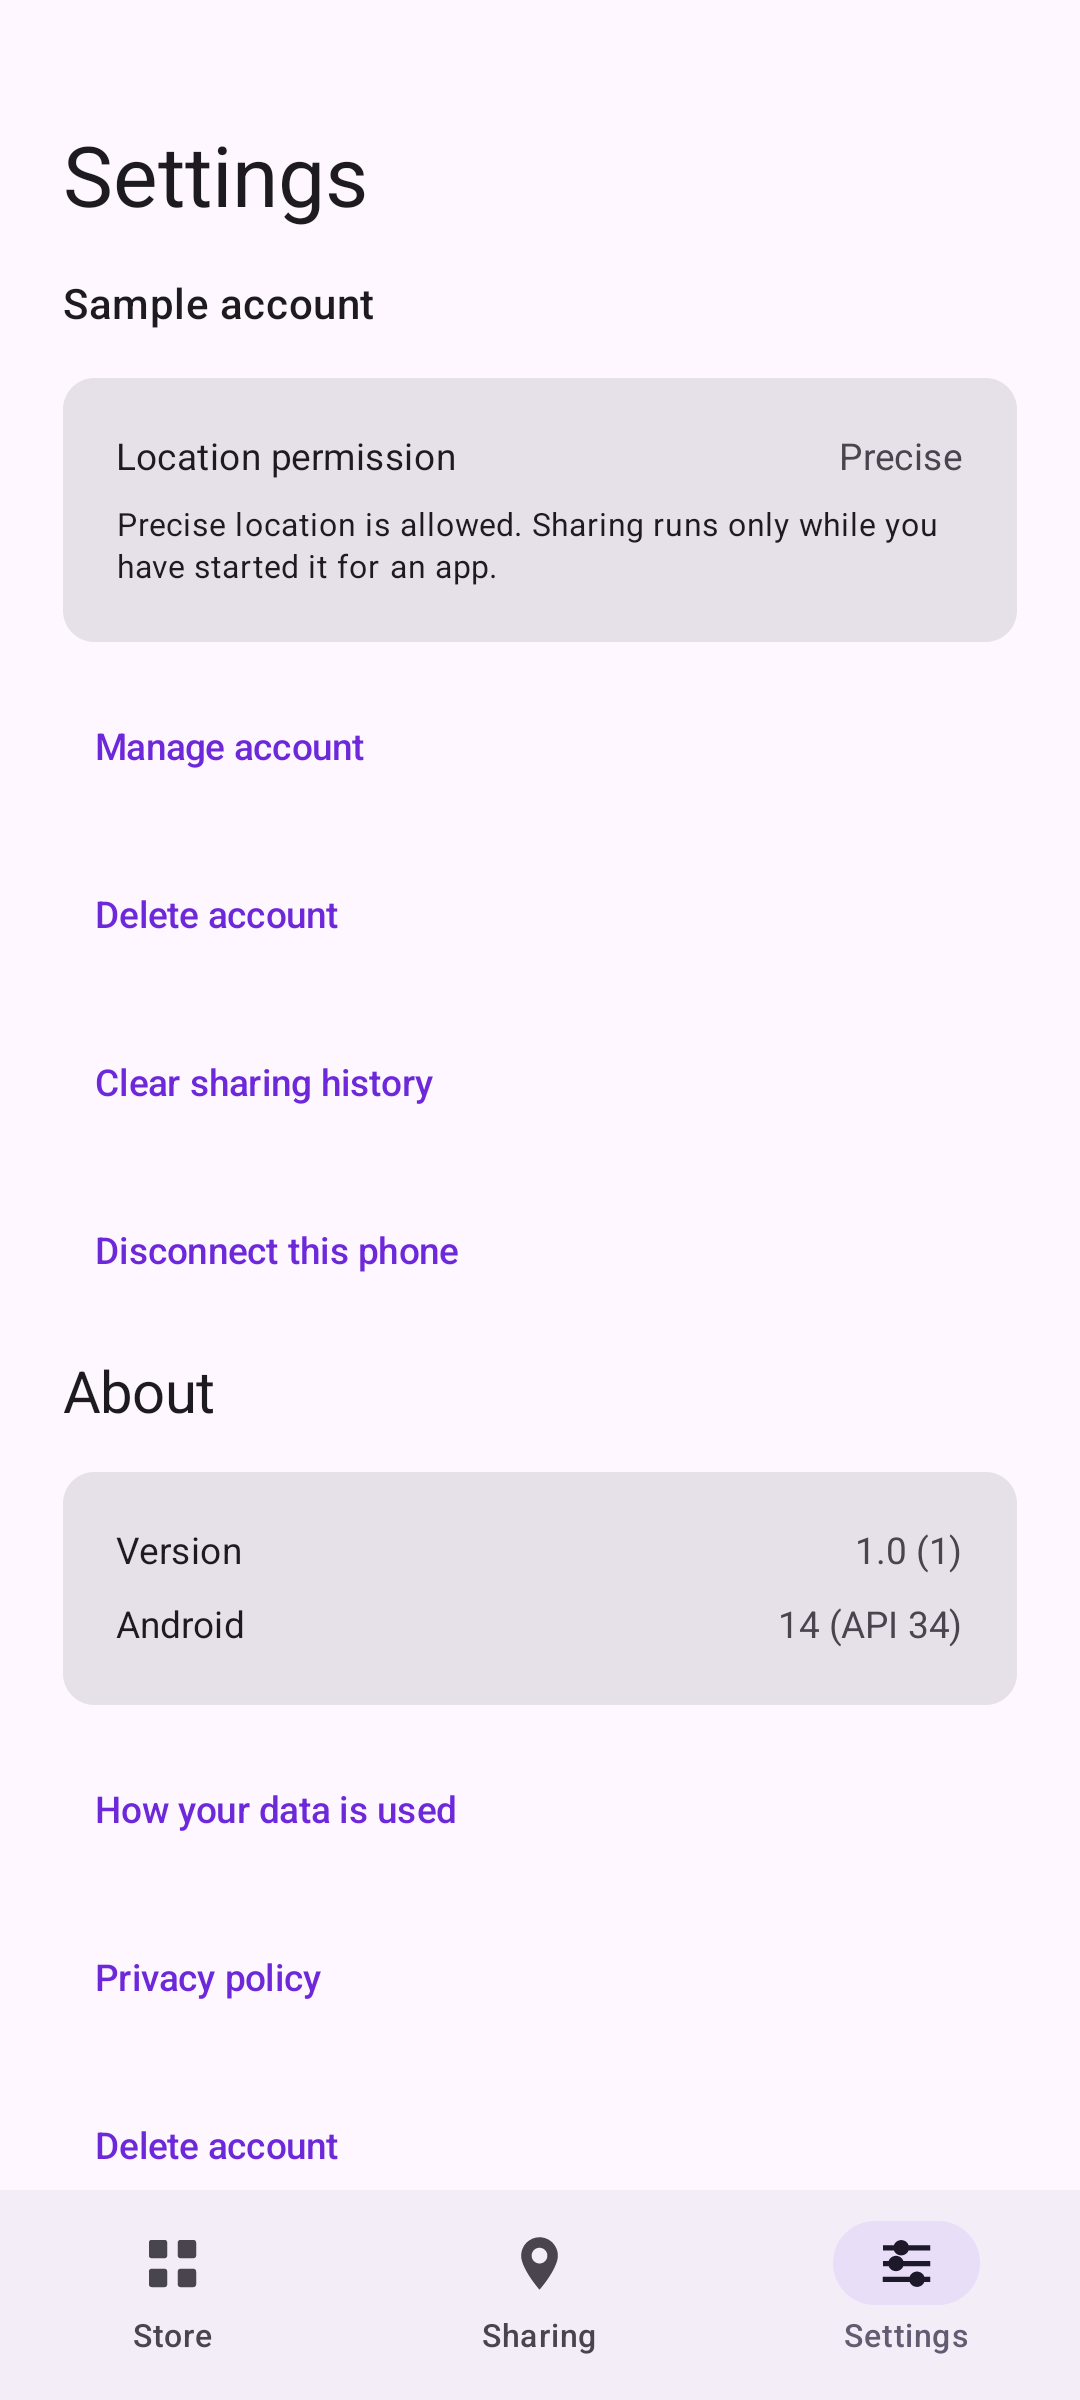 Settings
Sample account
Location permission
Precise
Precise location is allowed. Sharing runs only while you
have started it for an app.
Manage account
Delete account
Clear sharing history
Disconnect this phone
About
Version
1.0 (1)
Android
14 (API 34)
How your data is used
Privacy policy
Delete account
Store
Sharing
Settings